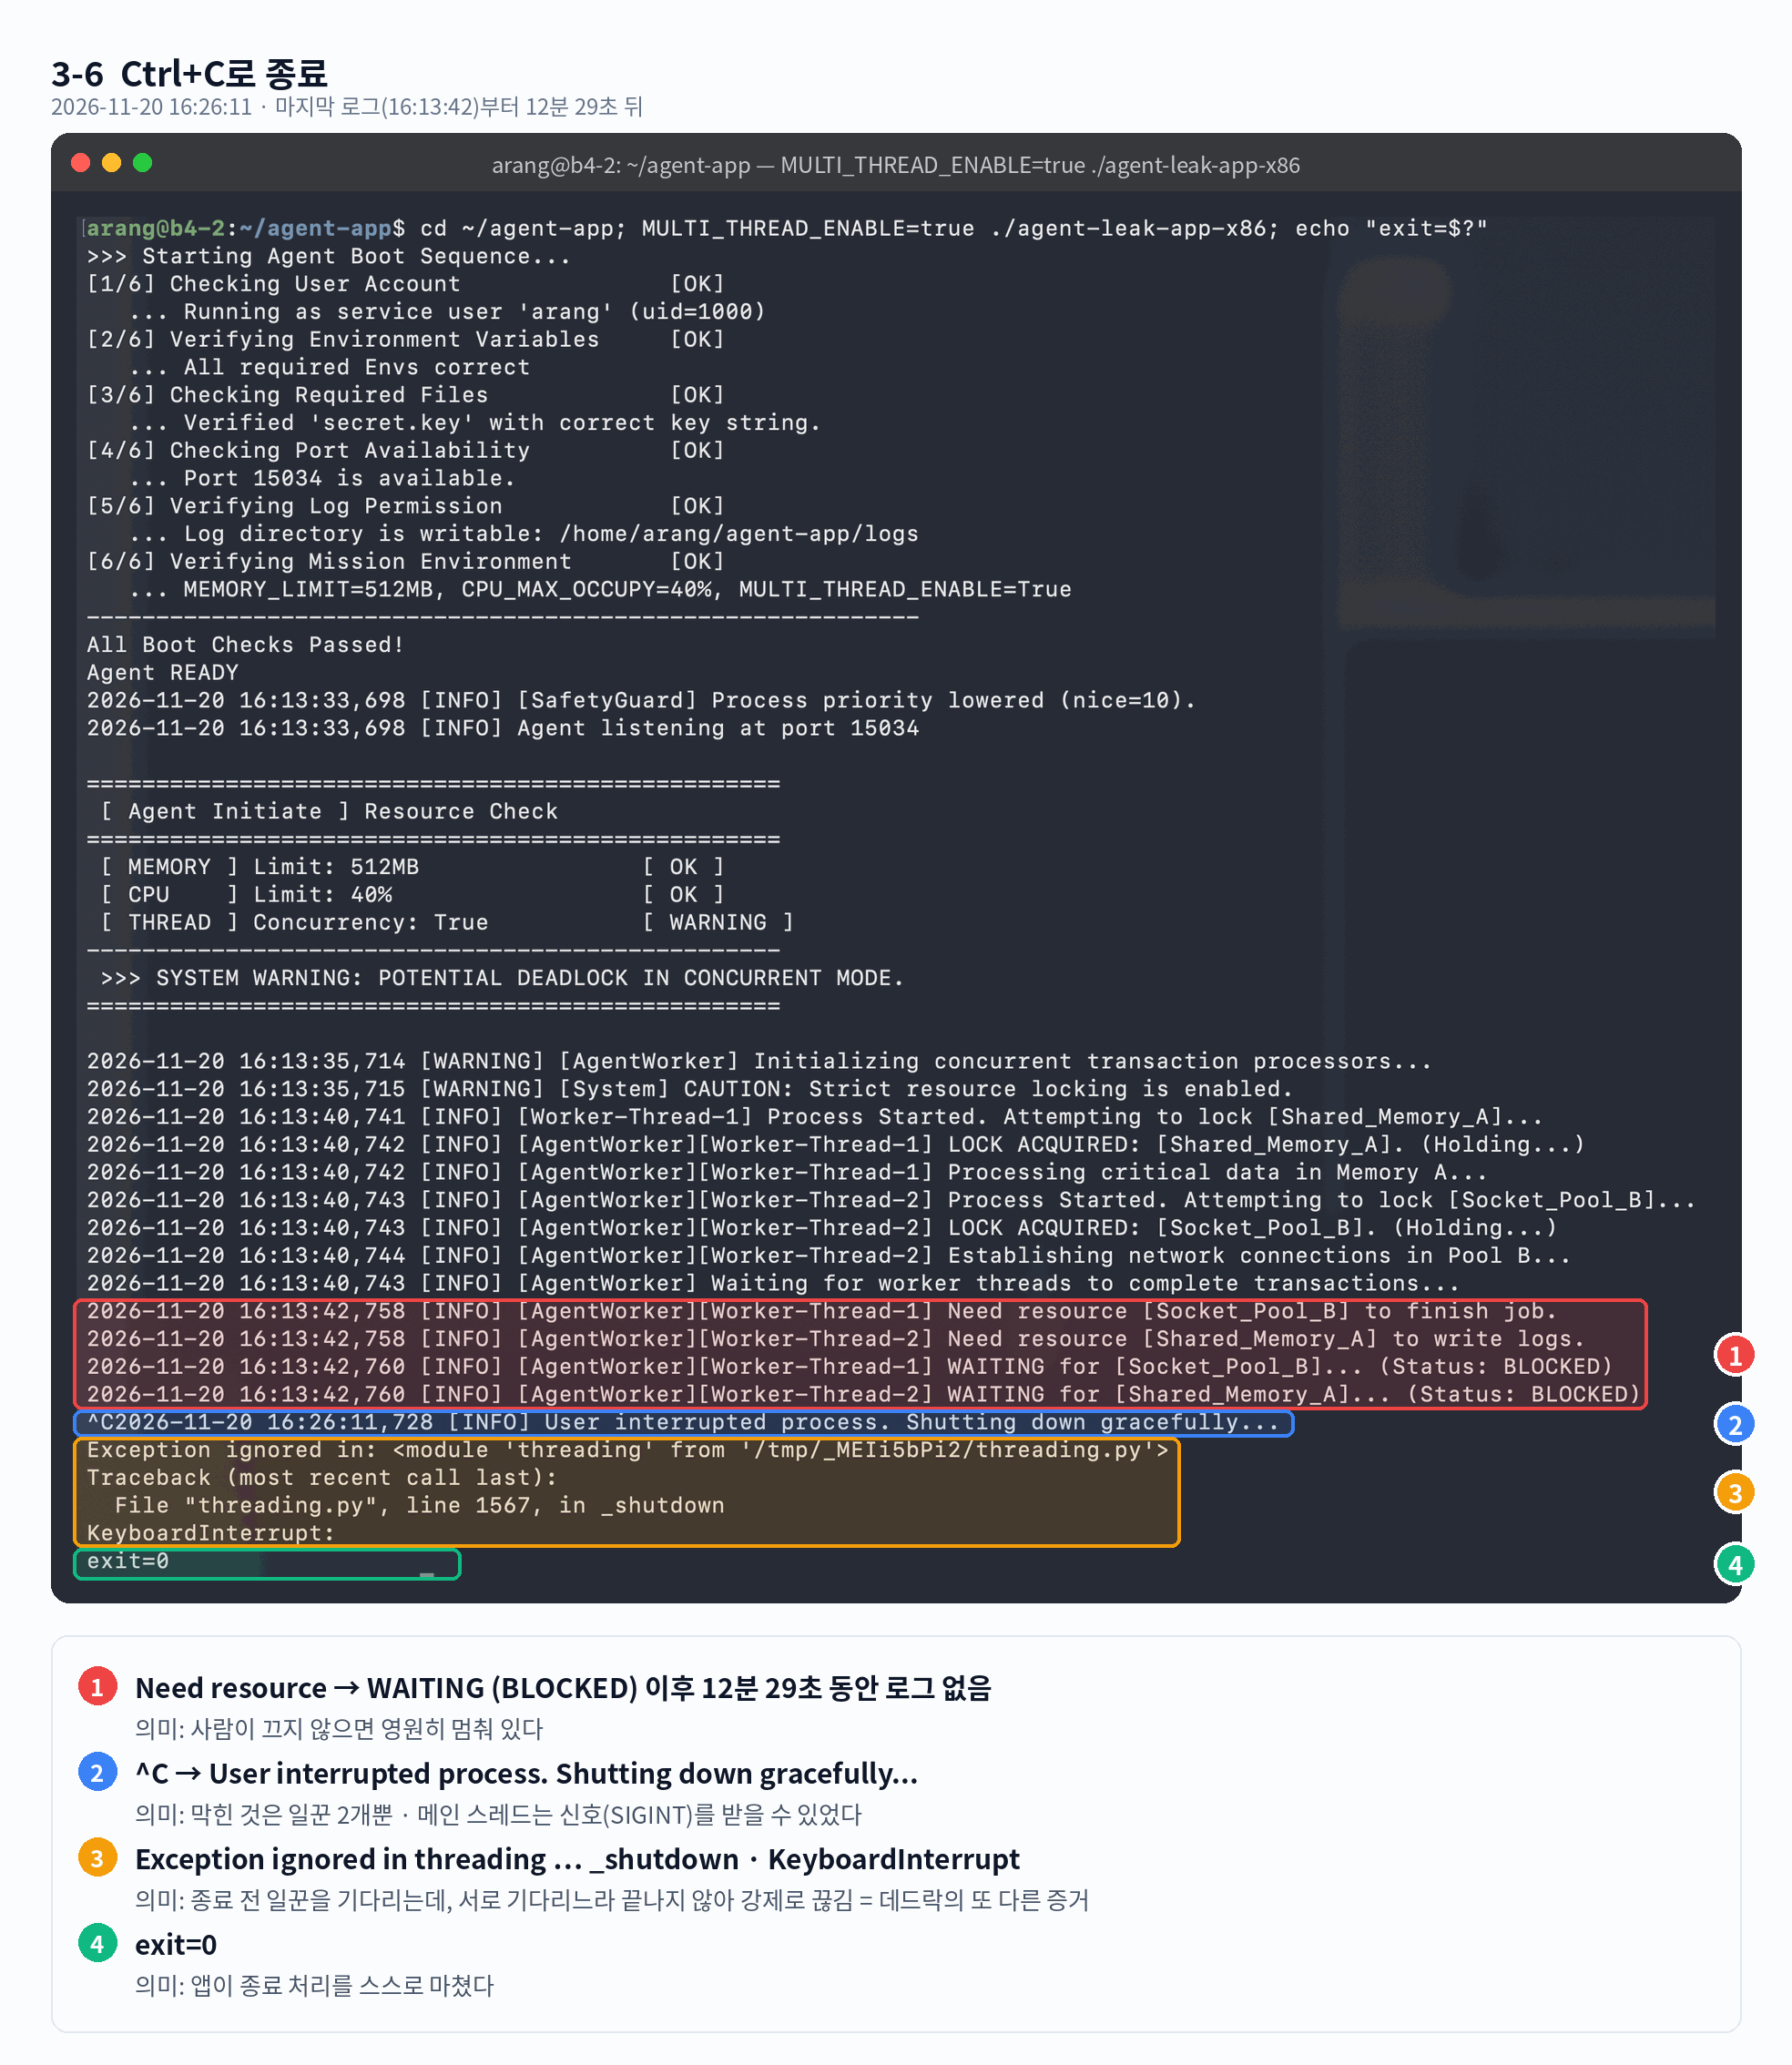 3-6 Ctrl+C로 종료
2026-11-20 16:26:11 · 마지막 로그(16:13:42)부터 12분 29초 뒤
arang@b4-2: ~/agent-app — MULTI_THREAD_ENABLE=true ./agent-leak-app-x86
arang@b4-2:~/agent-app$ cd ~/agent-app; MULTI_THREAD_ENABLE=true ./agent-leak-app-x86; echo "exit=$?"
>>> Starting Agent Boot Sequence...
[1/6] Checking User Account [OK]
... Running as service user 'arang' (uid=1000)
[2/6] Verifying Environment Variables [OK]
... All required Envs correct
[3/6] Checking Required Files [OK]
... Verified 'secret.key' with correct key string.
[4/6] Checking Port Availability [OK]
... Port 15034 is available.
[5/6] Verifying Log Permission [OK]
... Log directory is writable: /home/arang/agent-app/logs
[6/6] Verifying Mission Environment [OK]
... MEMORY_LIMIT=512MB, CPU_MAX_OCCUPY=40%, MULTI_THREAD_ENABLE=True
------------------------------------------------------------
All Boot Checks Passed!
Agent READY
2026-11-20 16:13:33,698 [INFO] [SafetyGuard] Process priority lowered (nice=10).
2026-11-20 16:13:33,698 [INFO] Agent listening at port 15034
==================================================
[ Agent Initiate ] Resource Check
==================================================
[ MEMORY ] Limit: 512MB [ OK ]
[ CPU ] Limit: 40% [ OK ]
[ THREAD ] Concurrency: True [ WARNING ]
--------------------------------------------------
>>> SYSTEM WARNING: POTENTIAL DEADLOCK IN CONCURRENT MODE.
==================================================
2026-11-20 16:13:35,714 [WARNING] [AgentWorker] Initializing concurrent transaction processors...
2026-11-20 16:13:35,715 [WARNING] [System] CAUTION: Strict resource locking is enabled.
2026-11-20 16:13:40,741 [INFO] [Worker-Thread-1] Process Started. Attempting to lock [Shared_Memory_A]...
2026-11-20 16:13:40,742 [INFO] [AgentWorker][Worker-Thread-1] LOCK ACQUIRED: [Shared_Memory_A]. (Holding...)
2026-11-20 16:13:40,742 [INFO] [AgentWorker][Worker-Thread-1] Processing critical data in Memory A...
2026-11-20 16:13:40,743 [INFO] [AgentWorker][Worker-Thread-2] Process Started. Attempting to lock [Socket_Pool_B]...
2026-11-20 16:13:40,743 [INFO] [AgentWorker][Worker-Thread-2] LOCK ACQUIRED: [Socket_Pool_B]. (Holding...)
2026-11-20 16:13:40,744 [INFO] [AgentWorker][Worker-Thread-2] Establishing network connections in Pool B...
2026-11-20 16:13:40,743 [INFO] [AgentWorker] Waiting for worker threads to complete transactions...
2026-11-20 16:13:42,758 [INFO] [AgentWorker][Worker-Thread-1] Need resource [Socket_Pool_B] to finish job.
2026-11-20 16:13:42,758 [INFO] [AgentWorker][Worker-Thread-2] Need resource [Shared_Memory_A] to write logs.
2026-11-20 16:13:42,760 [INFO] [AgentWorker][Worker-Thread-1] WAITING for [Socket_Pool_B]... (Status: BLOCKED)
2026-11-20 16:13:42,760 [INFO] [AgentWorker][Worker-Thread-2] WAITING for [Shared_Memory_A]... (Status: BLOCKED)
1
^C2026-11-20 16:26:11,728 [INFO] User interrupted process. Shutting down gracefully...
2
Exception ignored in: <module 'threading' from '/tmp/_MEIi5bPi2/threading.py'>
Traceback (most recent call last):
File "threading.py", line 1567, in _shutdown
3
KeyboardInterrupt:
exit=0
4
1 Need resource → WAITING (BLOCKED) 이후 12분 29초 동안 로그 없음
의미: 사람이 끄지 않으면 영원히 멈춰 있다
2 ^C → User interrupted process. Shutting down gracefully...
의미: 막힌 것은 일꾼 2개뿐 · 메인 스레드는 신호(SIGINT)를 받을 수 있었다
3 Exception ignored in threading ... _shutdown · KeyboardInterrupt
의미: 종료 전 일꾼을 기다리는데, 서로 기다리느라 끝나지 않아 강제로 끊김 = 데드락의 또 다른 증거
4 exit=0
의미: 앱이 종료 처리를 스스로 마쳤다